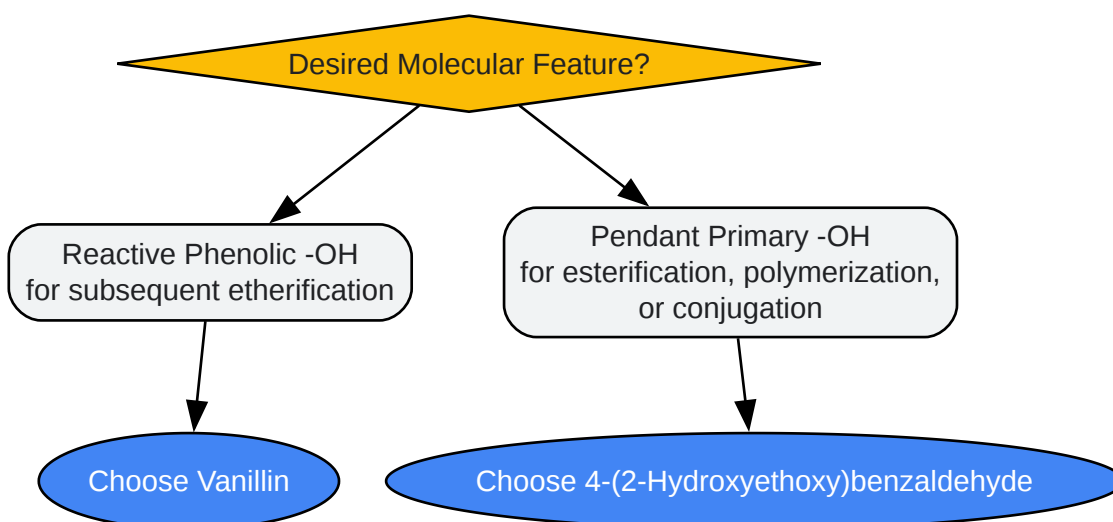 Desired Molecular Feature?
Reactive Phenolic -OH
for subsequent etherification
Pendant Primary -OH
for esterification, polymerization,
or conjugation
Choose Vanillin
Choose 4-(2-Hydroxyethoxy)benzaldehyde